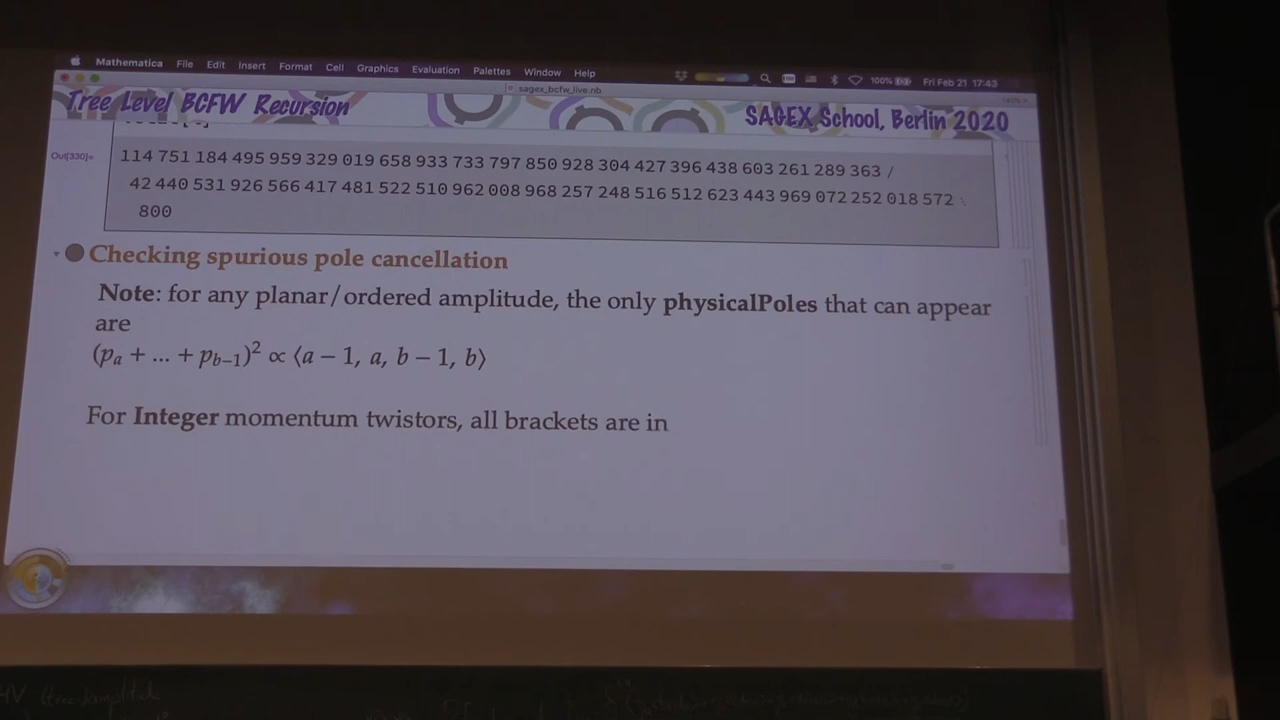 Mathematica File Edit Insert Format Cell Graphics Evaluation Palettes Window Help 100% Fri Feb 21 17:43
sagex_bcfw_live.nb
Tree Level BCFW Recursion
SAGEX School, Berlin 2020
Out[330]=
114 751 184 495 959 329 019 658 933 733 797 850 928 304 427 396 438 603 261 289 363 /
42 440 531 926 566 417 481 522 510 962 008 968 257 248 516 512 623 443 969 072 252 018 572
800
Checking spurious pole cancellation
Note: for any planar/ordered amplitude, the only physicalPoles that can appear
are
(pₐ + ... + p_{b−1})² ∝ ⟨a − 1, a, b − 1, b⟩
For Integer momentum twistors, all brackets are in